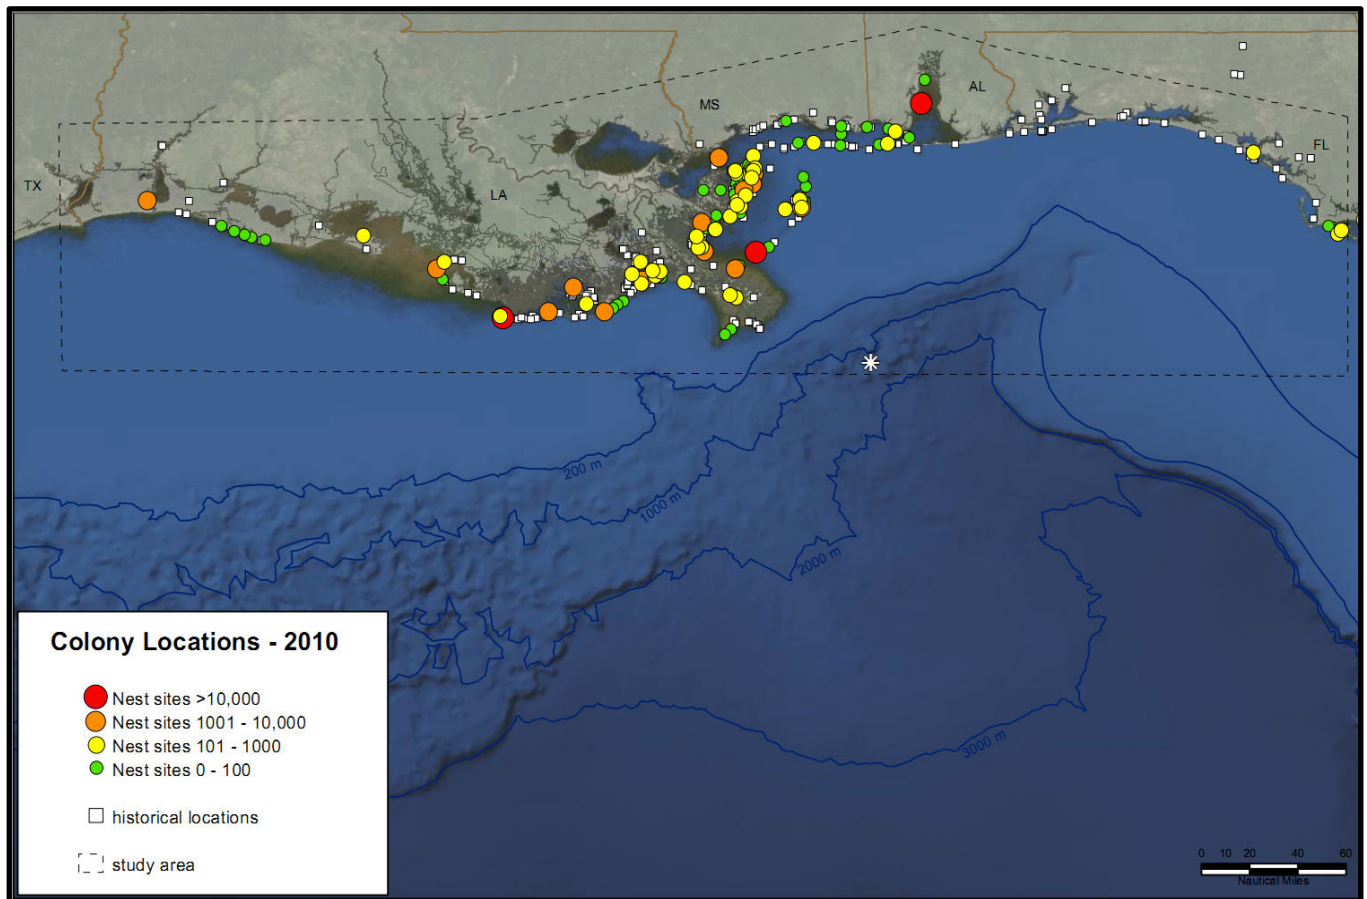 MS
AL
FL
TX
LA
200 m
1000 m
2000 m
3000 m
Colony Locations - 2010
Nest sites >10,000
Nest sites 1001 - 10,000
Nest sites 101 - 1000
Nest sites 0 - 100
historical locations
study area
0 10 20 40 60
Nautical Miles